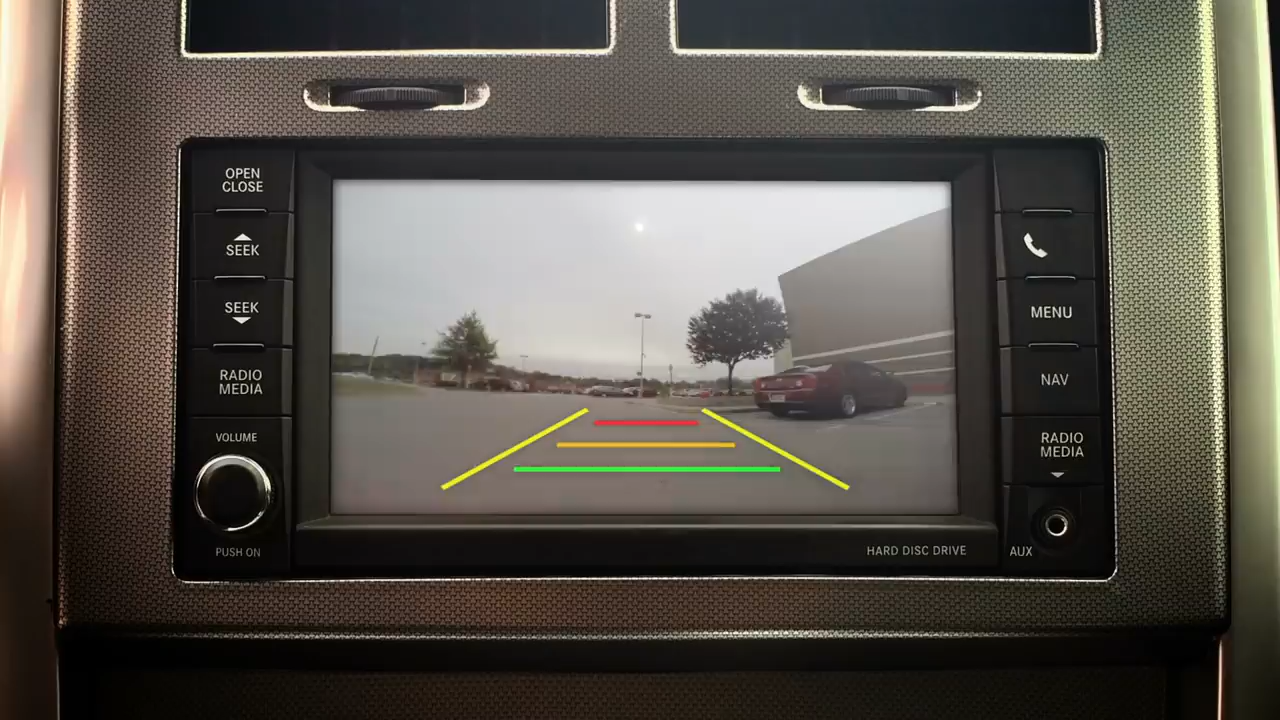 OPEN
CLOSE
SEEK
SEEK
RADIO
MEDIA
VOLUME
PUSH ON
MENU
NAV
RADIO
MEDIA
AUX
HARD DISC DRIVE